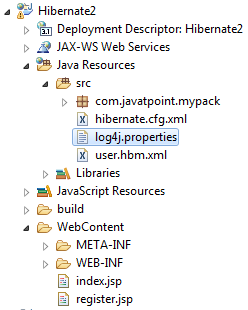 Hibernate2
Deployment Descriptor: Hibernate2
JAX-WS Web Services
Java Resources
src
com.javatpoint.mypack
hibernate.cfg.xml
log4j.properties
user.hbm.xml
Libraries
JavaScript Resources
build
WebContent
META-INF
WEB-INF
index.jsp
register.jsp